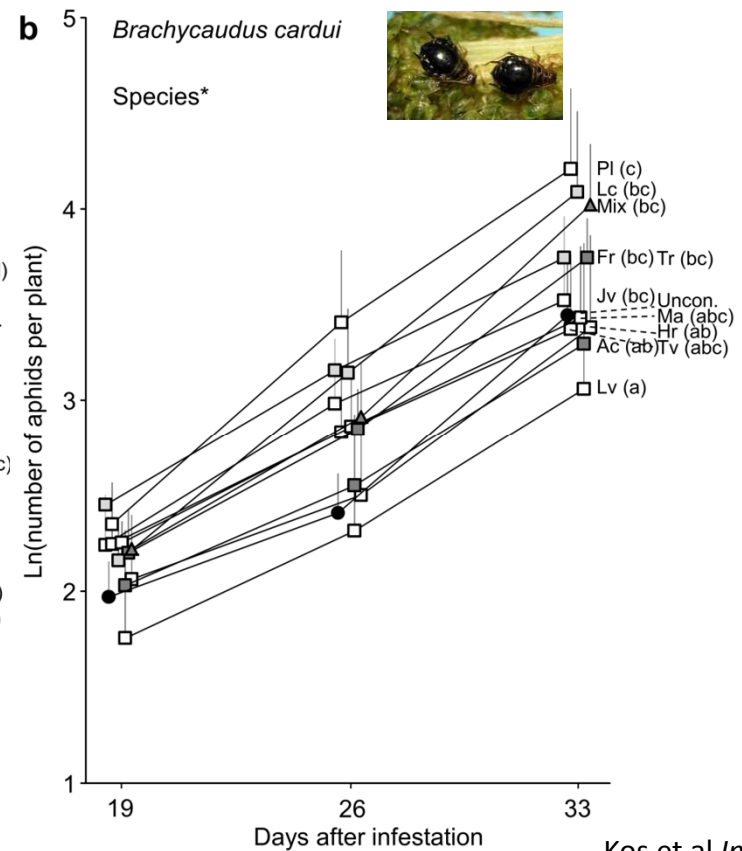 b
Brachycaudus cardui
Species*
5
4
3
2
1
Ln(number of aphids per plant)
Pl (c)
Lc (bc)
Mix (bc)
Fr (bc) Tr (bc)
Jv (bc) Uncon.
Ma (abc)
Hr (ab)
Ac (ab) Tv (abc)
Lv (a)
)
c)
)
19 26 33
Days after infestation
Kos et al In